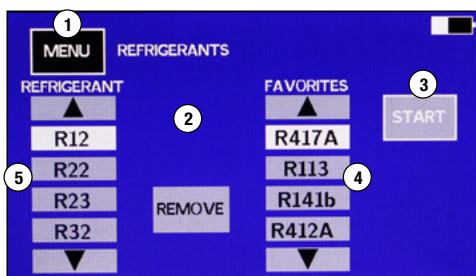 1
MENU REFRIGERANTS
REFRIGERANT FAVORITES
3
START
2
R12 R417A
R22 R113
5 4
R23 REMOVE R141b
R32 R412A